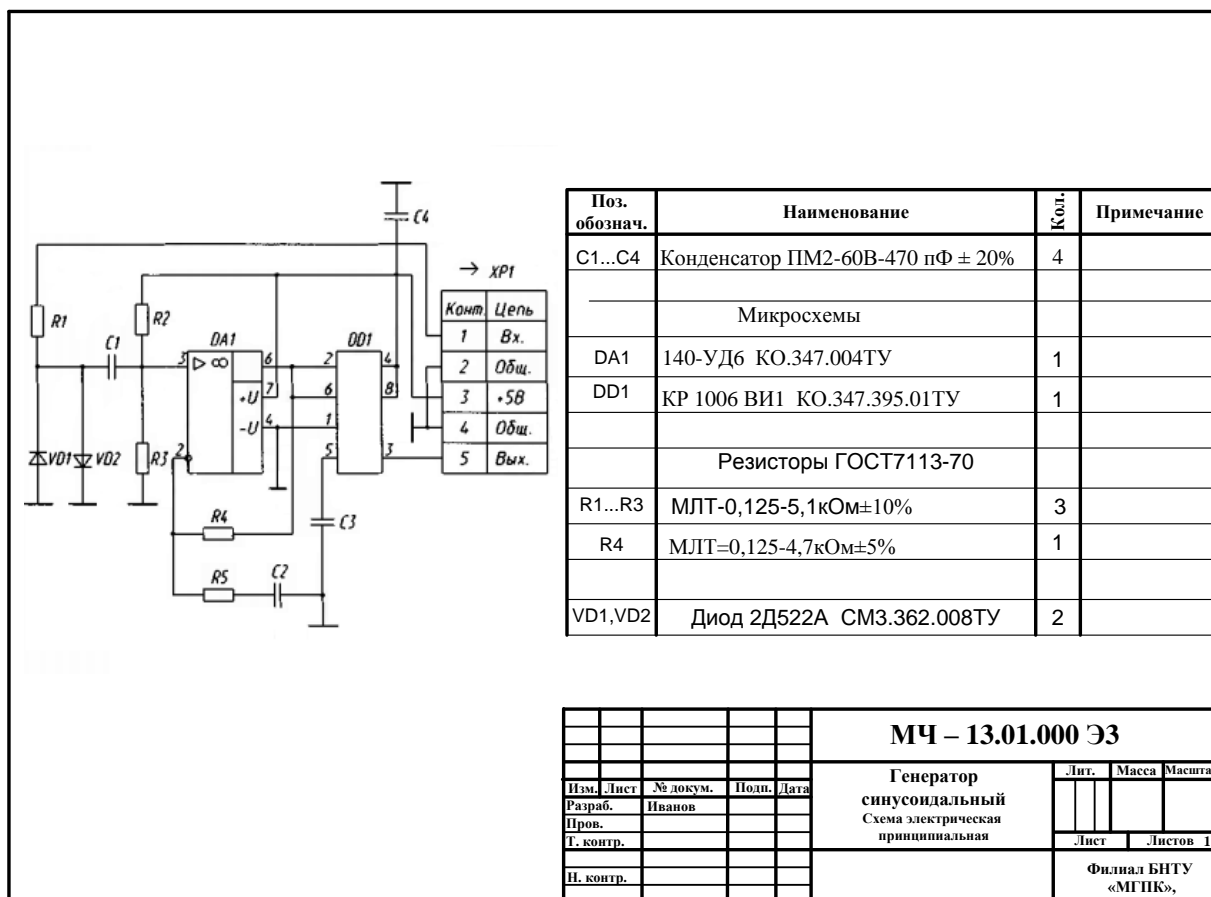 C4
→ XP1
Конт. Цепь
1 Вх.
2 Общ.
3 +5В
4 Общ.
5 Вых.
R1
R2
C1
DA1
DD1
3 ▷ ∞ 6
+U 7
-U 4
2
2 4
6 8
1
5 3
VD1 VD2 R3
R4
C3
R5 C2
Поз. обознач. Наименование Кол. Примечание
C1...C4 Конденсатор ПМ2-60В-470 пФ ± 20% 4
Микросхемы
DA1 140-УД6 КО.347.004ТУ 1
DD1 КР 1006 ВИ1 КО.347.395.01ТУ 1
Резисторы ГОСТ7113-70
R1...R3 МЛТ-0,125-5,1кОм±10% 3
R4 МЛТ=0,125-4,7кОм±5% 1
VD1,VD2 Диод 2Д522А СМ3.362.008ТУ 2
МЧ – 13.01.000 ЭЗ
Генератор
синусоидальный
Схема электрическая
принципиальная
Лит. Масса Масшта
Изм. Лист № докум. Подп. Дата
Разраб. Иванов
Пров.
Т. контр.
Лист Листов 1
Н. контр.
Филиал БНТУ
«МГПК»,